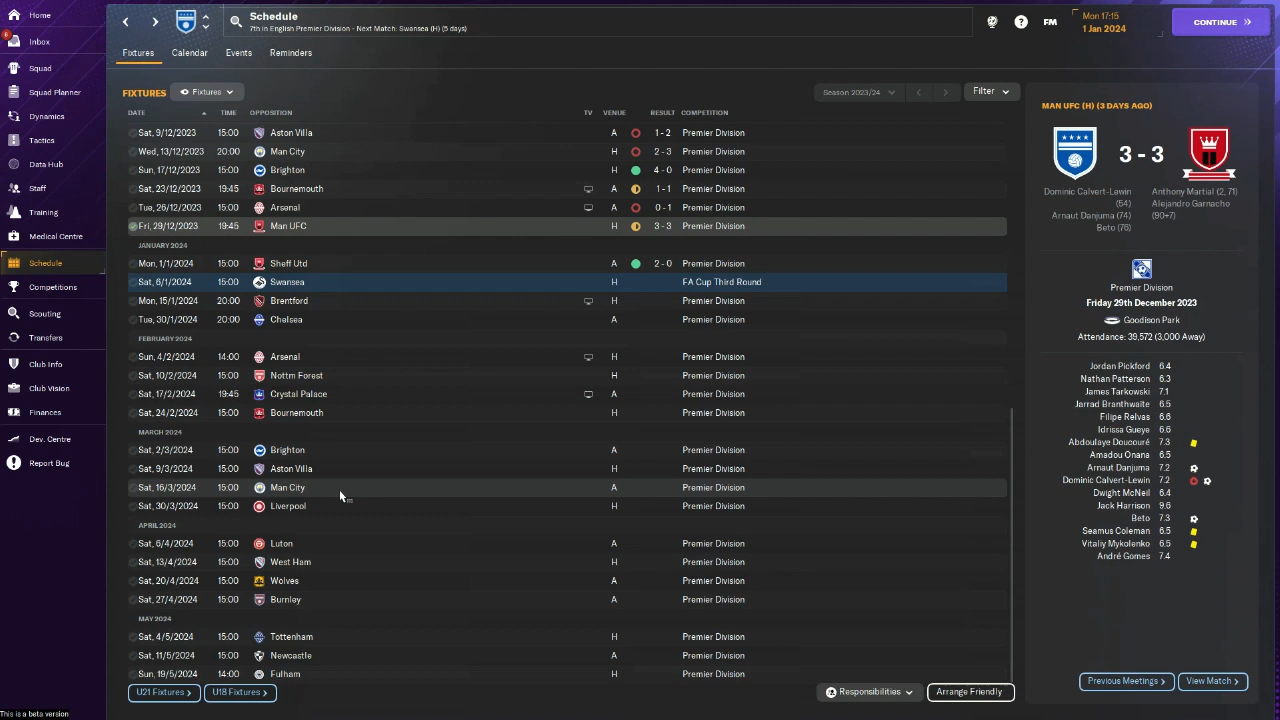 Home
6
Inbox
Squad
Squad Planner
Dynamics
Tactics
Data Hub
Staff
Training
Medical Centre
Schedule
Competitions
Scouting
Transfers
Club Info
Club Vision
Finances
Dev. Centre
Report Bug
This is a beta version
Schedule
7th in English Premier Division - Next Match: Swansea (H) (5 days)
? FM
Mon 17:15
1 Jan 2024
CONTINUE
Fixtures Calendar Events Reminders
FIXTURES Fixtures Season 2023/24 Filter
DATE TIME OPPOSITION TV VENUE RESULT COMPETITION
Sat, 9/12/2023 15:00 Aston Villa A 1 - 2 Premier Division
Wed, 13/12/2023 20:00 Man City H 2 - 3 Premier Division
Sun, 17/12/2023 15:00 Brighton H 4 - 0 Premier Division
Sat, 23/12/2023 19:45 Bournemouth A 1 - 1 Premier Division
Tue, 26/12/2023 15:00 Arsenal A 0 - 1 Premier Division
Fri, 29/12/2023 19:45 Man UFC H 3 - 3 Premier Division
JANUARY 2024
Mon, 1/1/2024 15:00 Sheff Utd A 2 - 0 Premier Division
Sat, 6/1/2024 15:00 Swansea H FA Cup Third Round
Mon, 15/1/2024 20:00 Brentford H Premier Division
Tue, 30/1/2024 20:00 Chelsea A Premier Division
FEBRUARY 2024
Sun, 4/2/2024 14:00 Arsenal H Premier Division
Sat, 10/2/2024 15:00 Nottm Forest H Premier Division
Sat, 17/2/2024 19:45 Crystal Palace A Premier Division
Sat, 24/2/2024 15:00 Bournemouth H Premier Division
MARCH 2024
Sat, 2/3/2024 15:00 Brighton A Premier Division
Sat, 9/3/2024 15:00 Aston Villa H Premier Division
Sat, 16/3/2024 15:00 Man City A Premier Division
Sat, 30/3/2024 15:00 Liverpool H Premier Division
APRIL 2024
Sat, 6/4/2024 15:00 Luton A Premier Division
Sat, 13/4/2024 15:00 West Ham H Premier Division
Sat, 20/4/2024 15:00 Wolves A Premier Division
Sat, 27/4/2024 15:00 Burnley A Premier Division
MAY 2024
Sat, 4/5/2024 15:00 Tottenham H Premier Division
Sat, 11/5/2024 15:00 Newcastle A Premier Division
Sun, 19/5/2024 14:00 Fulham H Premier Division
U21 Fixtures U18 Fixtures Responsibilities Arrange Friendly
MAN UFC (H) (3 DAYS AGO)
3 - 3
Dominic Calvert-Lewin (54)
Arnaut Danjuma (74)
Beto (76)
Anthony Martial (2, 71)
Alejandro Garnacho (90+7)
Premier Division
Friday 29th December 2023
Goodison Park
Attendance: 39,572 (3,000 Away)
Jordan Pickford 6.4
Nathan Patterson 6.3
James Tarkowski 7.1
Jarrad Branthwaite 6.5
Filipe Relvas 6.6
Idrissa Gueye 6.6
Abdoulaye Doucouré 7.3
Amadou Onana 6.5
Arnaut Danjuma 7.2
Dominic Calvert-Lewin 7.2
Dwight McNeil 6.4
Jack Harrison 9.6
Beto 7.3
Seamus Coleman 6.5
Vitaliy Mykolenko 6.5
André Gomes 7.4
Previous Meetings View Match